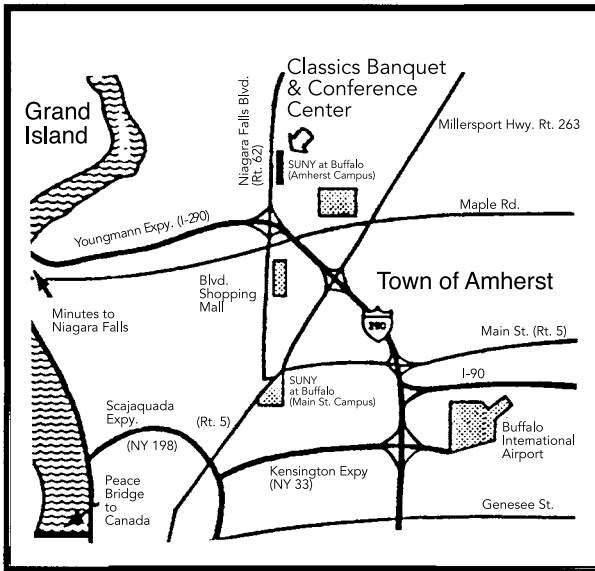 Classics Banquet
& Conference
Center
Grand
Island
Niagara Falls Blvd.
(Rt. 62)
Millersport Hwy. Rt. 263
SUNY at Buffalo
(Amherst Campus)
Maple Rd.
Youngmann Expy. (I-290)
Blvd.
Shopping
Mall
Town of Amherst
Minutes to
Niagara Falls
Main St. (Rt. 5)
I-90
SUNY
at Buffalo
(Main St. Campus)
Scajaquada
Expy.
(NY 198)
(Rt. 5)
Buffalo
International
Airport
Kensington Expy
(NY 33)
Peace
Bridge
to
Canada
Genesee St.